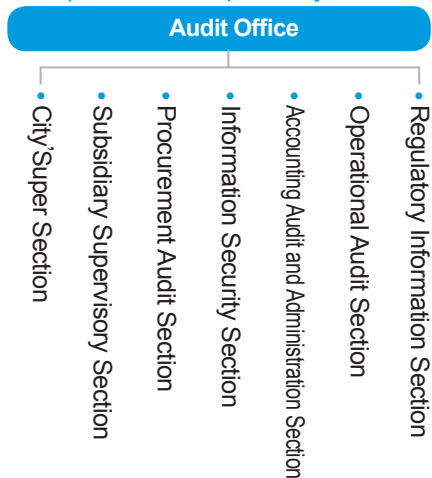 Audit Office
• City'Super Section
• Subsidiary Supervisory Section
• Procurement Audit Section
• Information Security Section
• Accounting Audit and Administration Section
• Operational Audit Section
• Regulatory Information Section